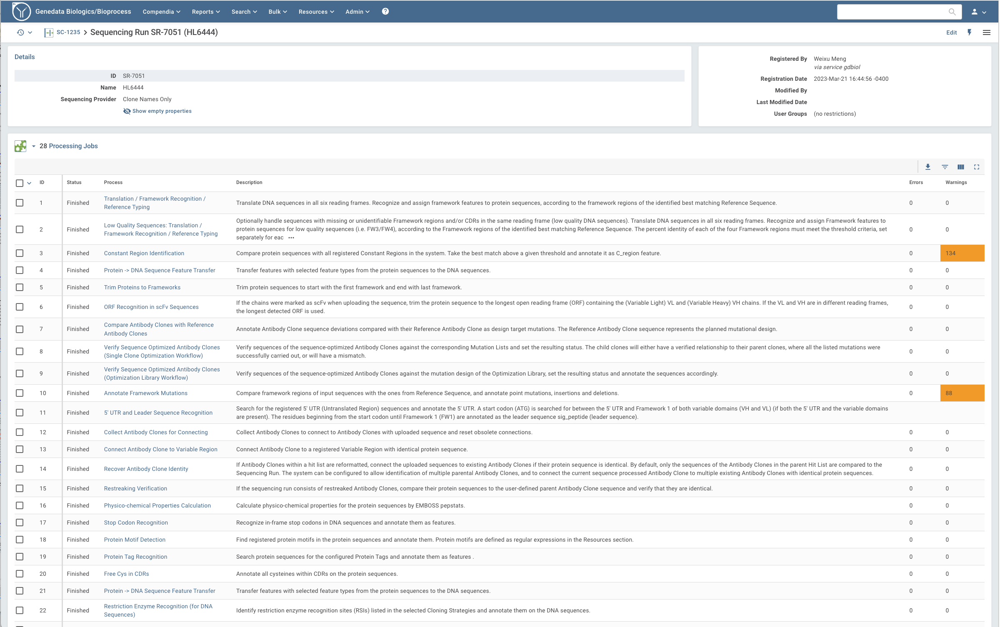 Genedata Biologics/Bioprocess Compendia Reports Search Bulk Resources Admin ?
SC-1235 > Sequencing Run SR-7051 (HL6444) Edit
Details
ID SR-7051
Name HL6444
Sequencing Provider Clone Names Only
Show empty properties
Registered By Weixu Meng
via service gdbiol
Registration Date 2023-Mar-21 16:44:56 -0400
Modified By
Last Modified Date
User Groups (no restrictions)
28 Processing Jobs
ID Status Process Description Errors Warnings
1 Finished Translation / Framework Recognition /
Reference Typing
Translate DNA sequences in all six reading frames. Recognize and assign framework features to protein sequences, according to the framework regions of the identified best matching Reference Sequence. 0 0
2 Finished Low Quality Sequences: Translation /
Framework Recognition / Reference Typing
Optionally handle sequences with missing or unidentifiable Framework regions and/or CDRs in the same reading frame (low quality DNA sequences). Translate DNA sequences in all six reading frames. Recognize and assign Framework features to
protein sequences for low quality sequences (i.e. FW3/FW4), according to the Framework regions of the identified best matching Reference Sequence. The percent identity of each of the four Framework regions must meet the threshold criteria, set
separately for eac ••• 0 0
3 Finished Constant Region Identification Compare protein sequences with all registered Constant Regions in the system. Take the best match above a given threshold and annotate it as C_region feature. 0 134
4 Finished Protein -> DNA Sequence Feature Transfer Transfer features with selected feature types from the protein sequences to the DNA sequences. 0 0
5 Finished Trim Proteins to Frameworks Trim protein sequences to start with the first framework and end with last framework. 0 0
6 Finished ORF Recognition in scFv Sequences
If the chains were marked as scFv when uploading the sequence, trim the protein sequence to the longest open reading frame (ORF) containing the (Variable Light) VL and (Variable Heavy) VH chains. If the VL and VH are in different reading frames,
the longest detected ORF is used. 0 0
7 Finished Compare Antibody Clones with Reference
Antibody Clones
Annotate Antibody Clone sequence deviations compared with their Reference Antibody Clone as design target mutations. The Reference Antibody Clone sequence represents the planned mutational design. 0 0
8 Finished Verify Sequence Optimized Antibody Clones
(Single Clone Optimization Workflow)
Verify sequences of the sequence-optimized Antibody Clones against the corresponding Mutation Lists and set the resulting status. The child clones will either have a verified relationship to their parent clones, where all the listed mutations were
successfully carried out, or will have a mismatch. 0 0
9 Finished Verify Sequence Optimized Antibody Clones
(Optimization Library Workflow)
Verify sequences of the sequence-optimized Antibody Clones against the mutation design of the Optimization Library, set the resulting status and annotate the sequences accordingly. 0 0
10 Finished Annotate Framework Mutations Compare framework regions of input sequences with the ones from Reference Sequence, and annotate point mutations, insertions and deletions. 0 88
11 Finished 5' UTR and Leader Sequence Recognition
Search for the registered 5' UTR (Untranslated Region) sequences and annotate the 5' UTR. A start codon (ATG) is searched for between the 5' UTR and Framework 1 of both variable domains (VH and VL) (if both the 5' UTR and the variable domains
are present). The residues beginning from the start codon until Framework 1 (FW1) are annotated as the leader sequence sig_peptide (leader sequence).
12 Finished Collect Antibody Clones for Connecting Collect Antibody Clones to connect to Antibody Clones with uploaded sequence and reset obsolete connections. 0 0
13 Finished Connect Antibody Clone to Variable Region Connect Antibody Clone to a registered Variable Region with identical protein sequence. 0 0
14 Finished Recover Antibody Clone Identity
If Antibody Clones within a hit list are reformatted, connect the uploaded sequences to existing Antibody Clones if their protein sequence is identical. By default, only the sequences of the Antibody Clones in the parent Hit List are compared to the
Sequencing Run. The system can be configured to allow identification of multiple parental Antibody Clones, and to connect the current sequence processed Antibody Clone to multiple existing Antibody Clones with identical protein sequences. 0 0
15 Finished Restreaking Verification If the sequencing run consists of restreaked Antibody Clones, compare their protein sequences to the user-defined parent Antibody Clone sequence and verify that they are identical. 0 0
16 Finished Physico-chemical Properties Calculation Calculate physico-chemical properties for the protein sequences by EMBOSS pepstats. 0 0
17 Finished Stop Codon Recognition Recognize in-frame stop codons in DNA sequences and annotate them as features. 0 0
18 Finished Protein Motif Detection Find registered protein motifs in the protein sequences and annotate them. Protein motifs are defined as regular expressions in the Resources section. 0 0
19 Finished Protein Tag Recognition Search protein sequences for the configured Protein Tags and annotate them as features . 0 0
20 Finished Free Cys in CDRs Annotate all cysteines within CDRs on the protein sequences. 0 0
21 Finished Protein -> DNA Sequence Feature Transfer Transfer features with selected feature types from the protein sequences to the DNA sequences. 0 0
22 Finished Restriction Enzyme Recognition (for DNA
Sequences)
Identify restriction enzyme recognition sites (RSIs) listed in the selected Cloning Strategies and annotate them on the DNA sequences. 0 0